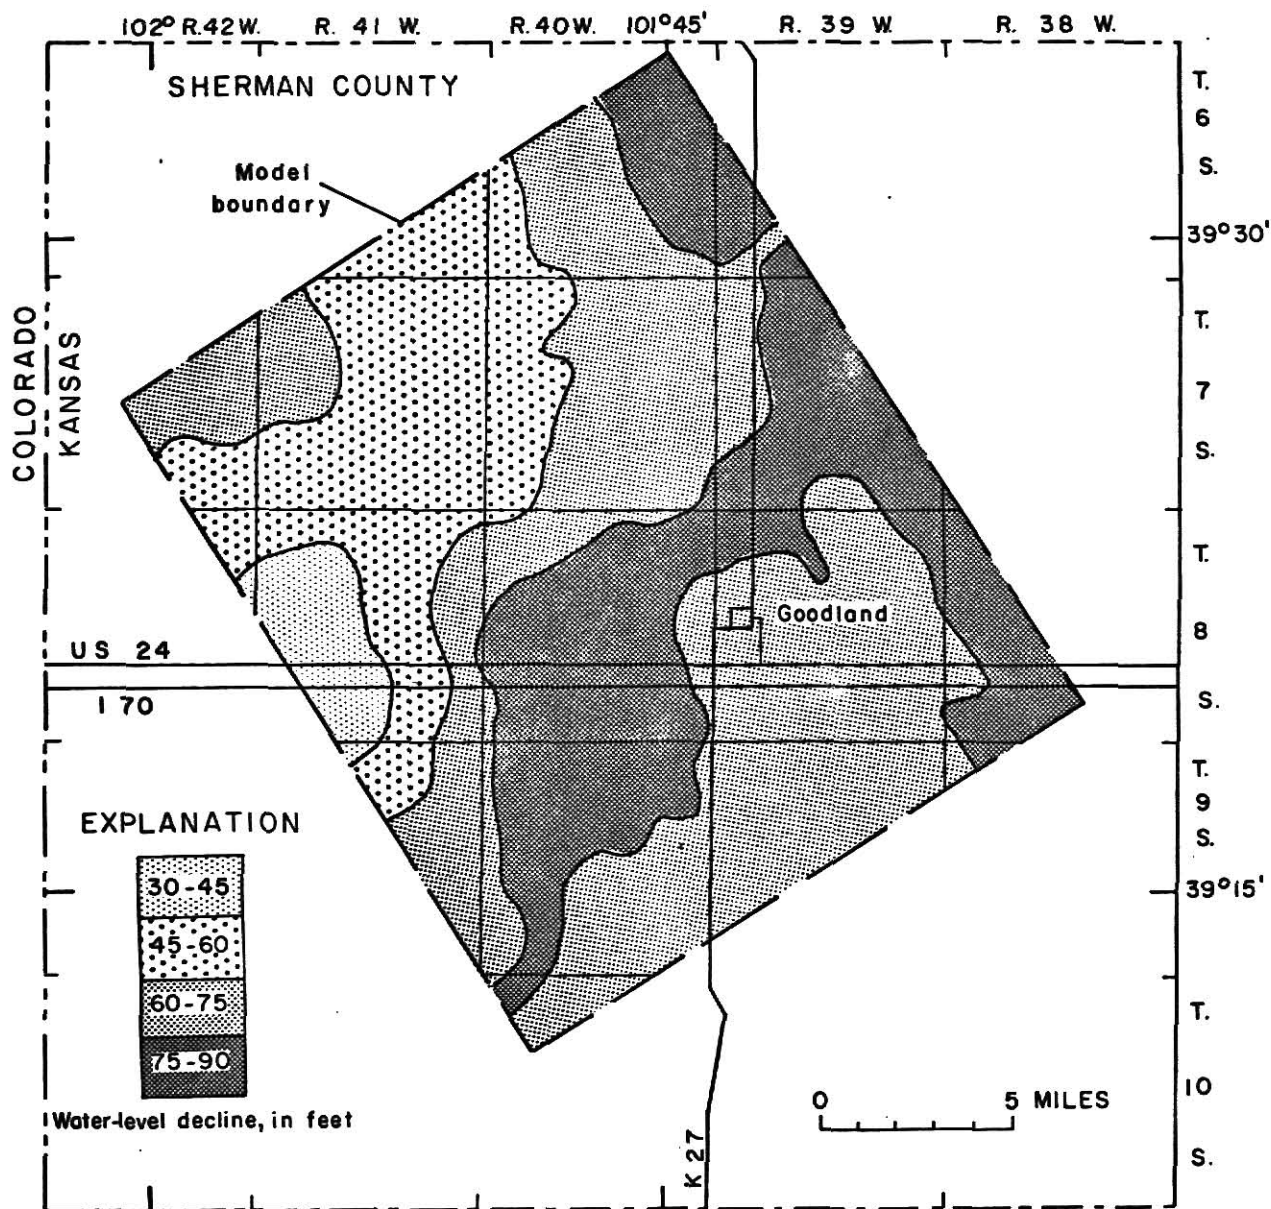 102° R.42 W. R. 41 W. R. 40 W. 101°45' R. 39 W. R. 38 W.
SHERMAN COUNTY
Model
boundary
T.
6
S.
39°30'
COLORADO
KANSAS
T.
7
S.
T.
8
S.
Goodland
US 24
I 70
T.
9
S.
39°15'
EXPLANATION
30-45
45-60
60-75
75-90
Water-level decline, in feet
T.
10
S.
0 5 MILES
K 27